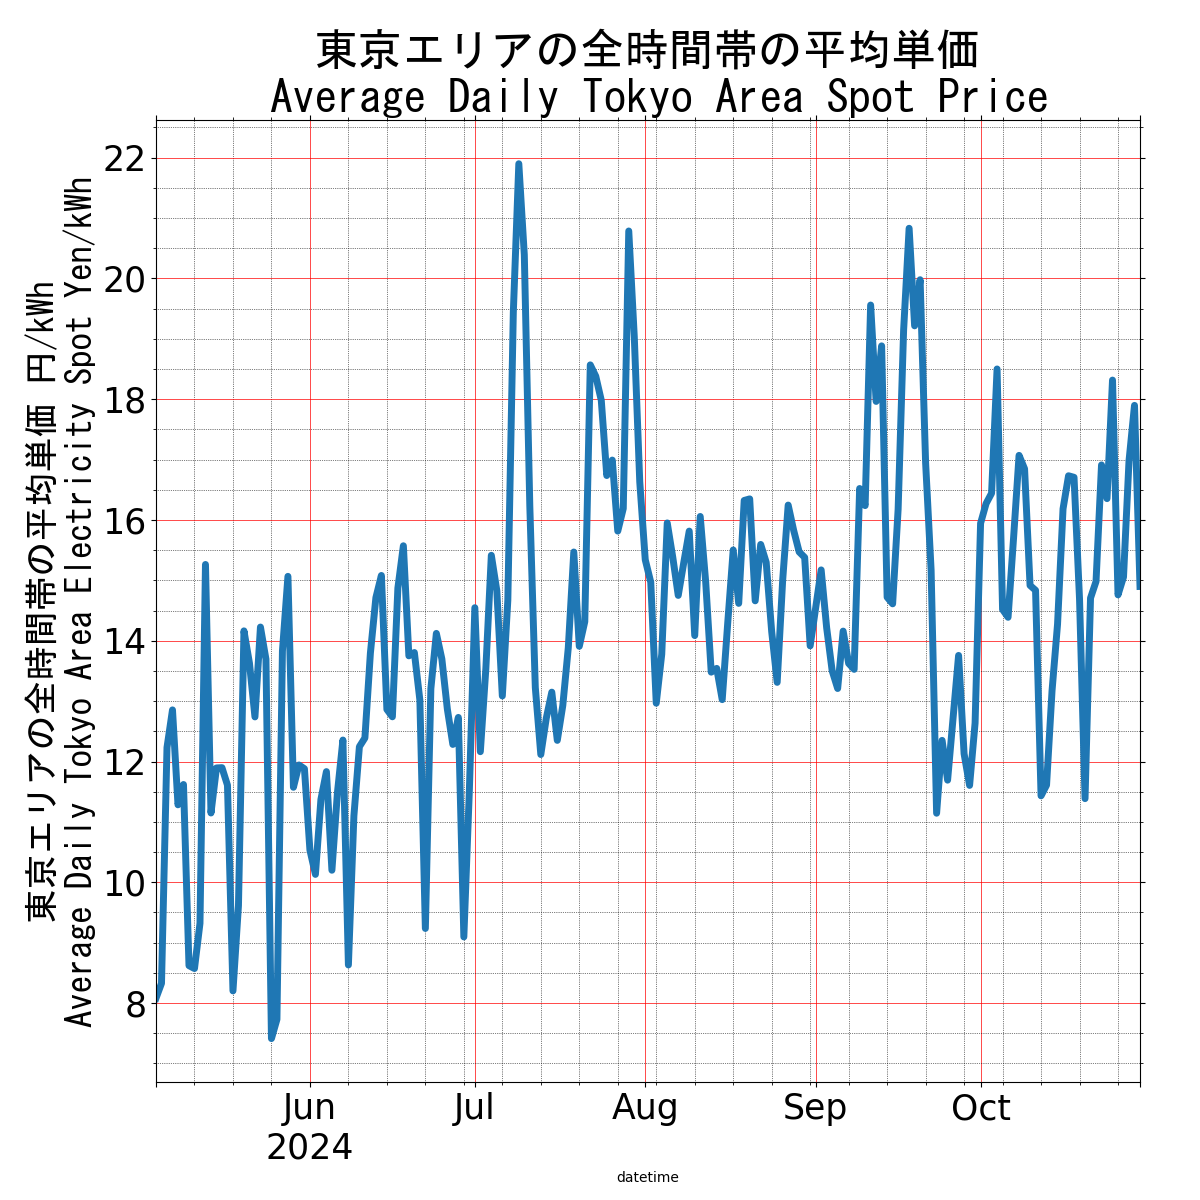 東京エリアの全時間帯の平均単価
Average Daily Tokyo Area Spot Price
東京エリアの全時間帯の平均単価 円/kWh
Average Daily Tokyo Area Electricity Spot Yen/kWh
22
20
18
16
14
12
10
8
Jun
2024
Jul
Aug
Sep
Oct
datetime